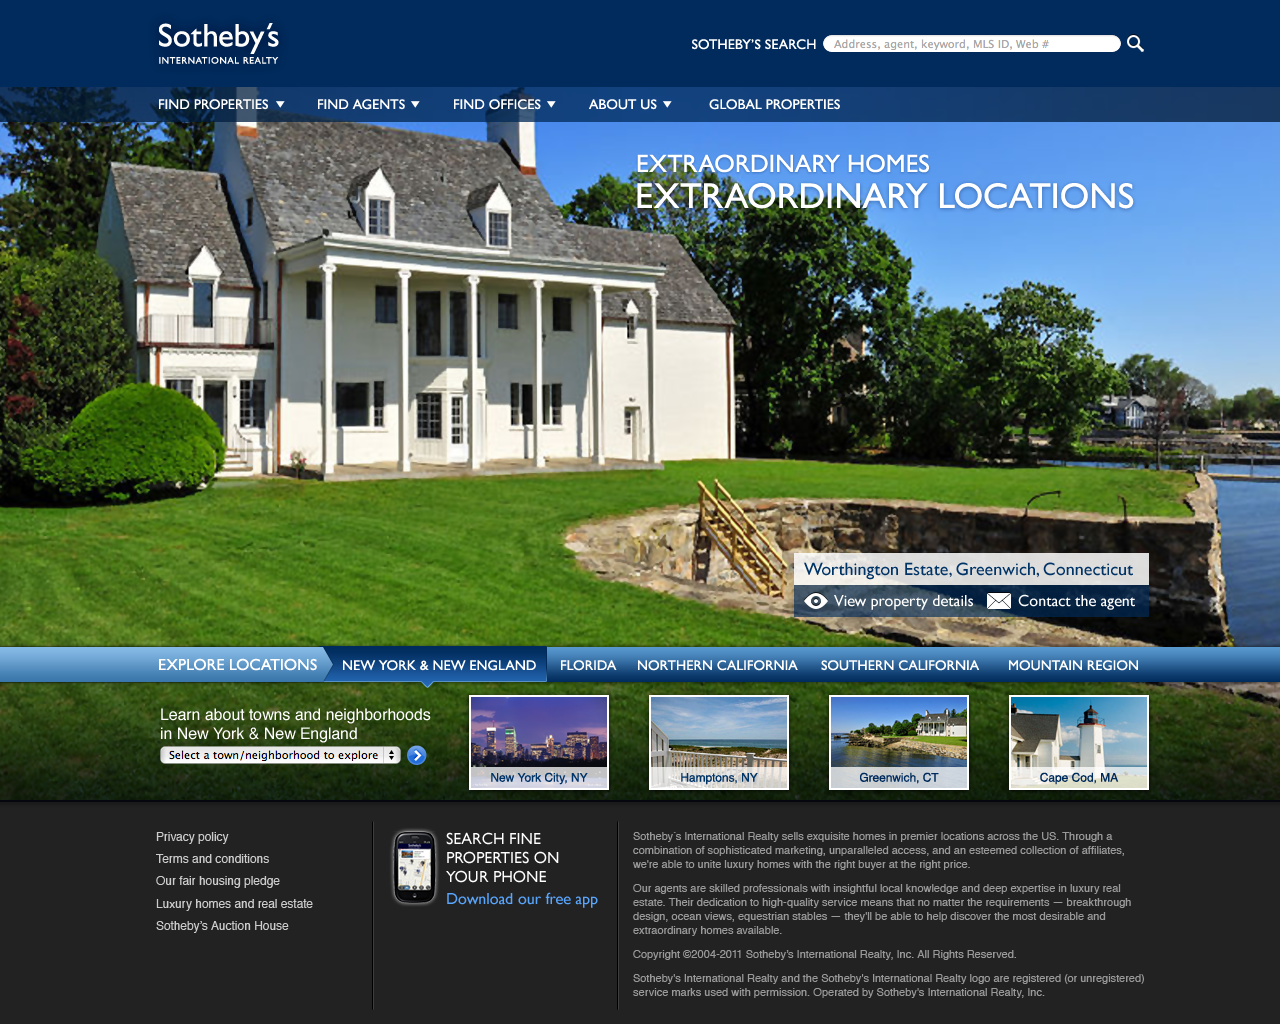 Sotheby's
INTERNATIONAL REALTY
SOTHEBY'S SEARCH
Address, agent, keyword, MLS ID, Web #
FIND PROPERTIES
FIND AGENTS
FIND OFFICES
ABOUT US
GLOBAL PROPERTIES
EXTRAORDINARY HOMES
EXTRAORDINARY LOCATIONS
Worthington Estate, Greenwich, Connecticut
View property details
Contact the agent
EXPLORE LOCATIONS
NEW YORK & NEW ENGLAND
FLORIDA
NORTHERN CALIFORNIA
SOUTHERN CALIFORNIA
MOUNTAIN REGION
Learn about towns and neighborhoods
in New York & New England
Select a town/neighborhood to explore
New York City, NY
Hamptons, NY
Greenwich, CT
Cape Cod, MA
Privacy policy
Terms and conditions
Our fair housing pledge
Luxury homes and real estate
Sotheby's Auction House
SEARCH FINE
PROPERTIES ON
YOUR PHONE
Download our free app
Sotheby's International Realty sells exquisite homes in premier locations across the US. Through a
combination of sophisticated marketing, unparalleled access, and an esteemed collection of affiliates,
we're able to unite luxury homes with the right buyer at the right price.
Our agents are skilled professionals with insightful local knowledge and deep expertise in luxury real
estate. Their dedication to high-quality service means that no matter the requirements — breakthrough
design, ocean views, equestrian stables — they'll be able to help discover the most desirable and
extraordinary homes available.
Copyright ©2004-2011 Sotheby's International Realty, Inc. All Rights Reserved.
Sotheby's International Realty and the Sotheby's International Realty logo are registered (or unregistered)
service marks used with permission. Operated by Sotheby's International Realty, Inc.